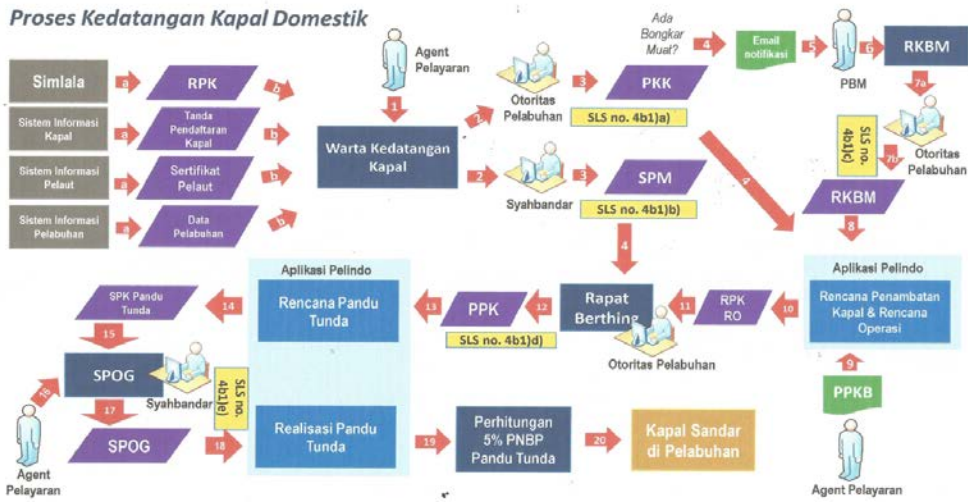 Proses Kedatangan Kapal Domestik
Agent
Pelayaran
Ada
Bongkar
Muat?
4
Email
notifikasi
5
PBM
6
RKBM
Simlala
a
RPK
b
1
2
Otoritas
Pelabuhan
3
PKK
SLS no. 4b1)a)
7a
Sistem Informasi
Kapal
a
Tanda
Pendaftaran
Kapal
b
Warta Kedatangan
Kapal
SLS no.
4b1)c)
7b
Otoritas
Pelabuhan
Sistem Informasi
Pelaut
a
Sertifikat
Pelaut
b
2
Syahbandar
3
SPM
SLS no. 4b1)b)
4
RKBM
Sistem Informasi
Pelabuhan
a
Data
Pelabuhan
b
4
8
Aplikasi Pelindo
Rencana Pandu
Tunda
SPK Pandu
Tunda
14
13
PPK
SLS no. 4b1)d)
12
Rapat
Berthing
Otoritas Pelabuhan
11
RPK
RO
10
Aplikasi Pelindo
Rencana Penambatan
Kapal & Rencana
Operasi
15
SPOG
Syahbandar
SLS no.
4b1)e)
16
9
PPKB
17
SPOG
18
Realisasi Pandu
Tunda
19
Perhitungan
5% PNBP
Pandu Tunda
20
Kapal Sandar
di Pelabuhan
Agent
Pelayaran
Agent Pelayaran